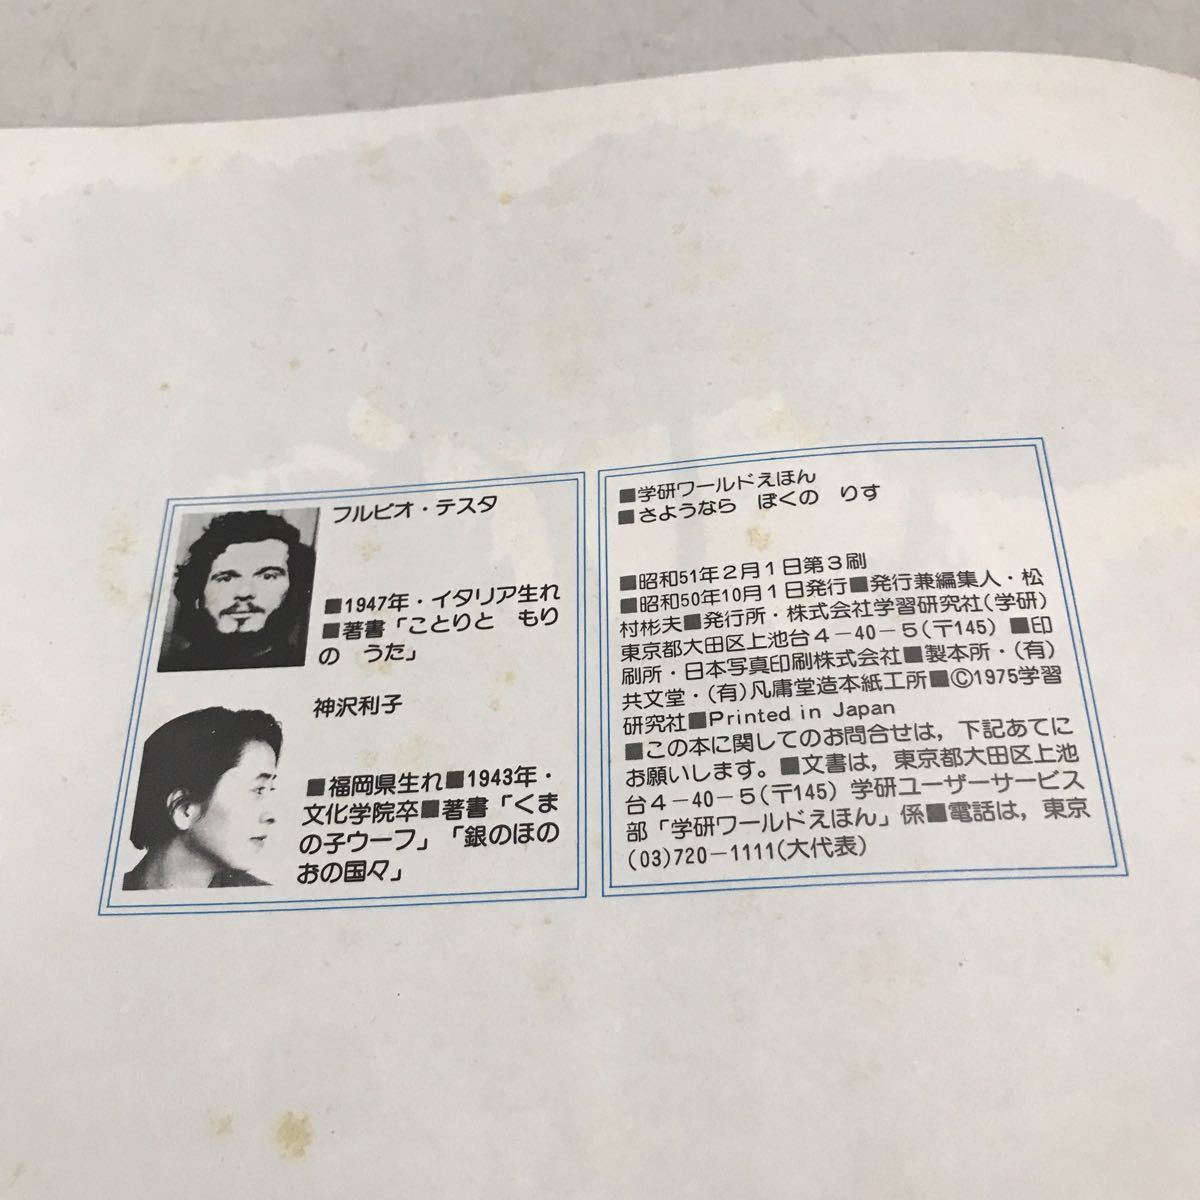 フルビオ・テスタ
■1947年・イタリア生れ
■著書「ことりと　もり
の　うた」
神沢利子
■福岡県生れ■1943年・
文化学院卒■著書「くま
の子ウーフ」「銀のほの
おの国々」
■学研ワールドえほん
■さようなら　ぼくの　りす
■昭和51年2月1日第3刷
■昭和50年10月1日発行■発行兼編集人・松
村彬夫■発行所・株式会社学習研究社(学研)
東京都大田区上池台4-40-5(〒145) ■印
刷所・日本写真印刷株式会社■製本所・(有)
共文堂・(有)凡庸堂造本紙工所■©1975学習
研究社■Printed in Japan
■この本に関してのお問合せは，下記あてに
お願いします。■文書は，東京都大田区上池
台4-40-5(〒145) 学研ユーザーサービス
部「学研ワールドえほん」係■電話は，東京
(03)720-1111(大代表)